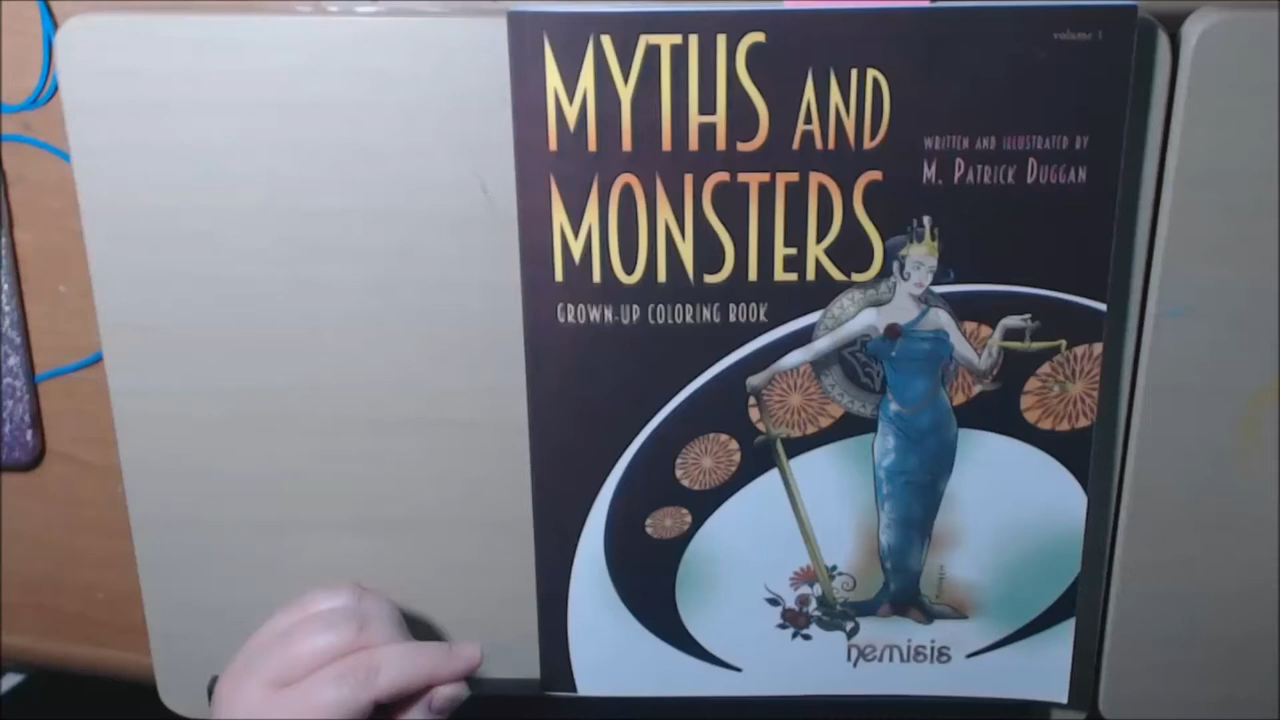 volume 1
MYTHS AND
MONSTERS
WRITTEN AND ILLUSTRATED BY
M. PATRICK DUGGAN
GROWN-UP COLORING BOOK
nemisis